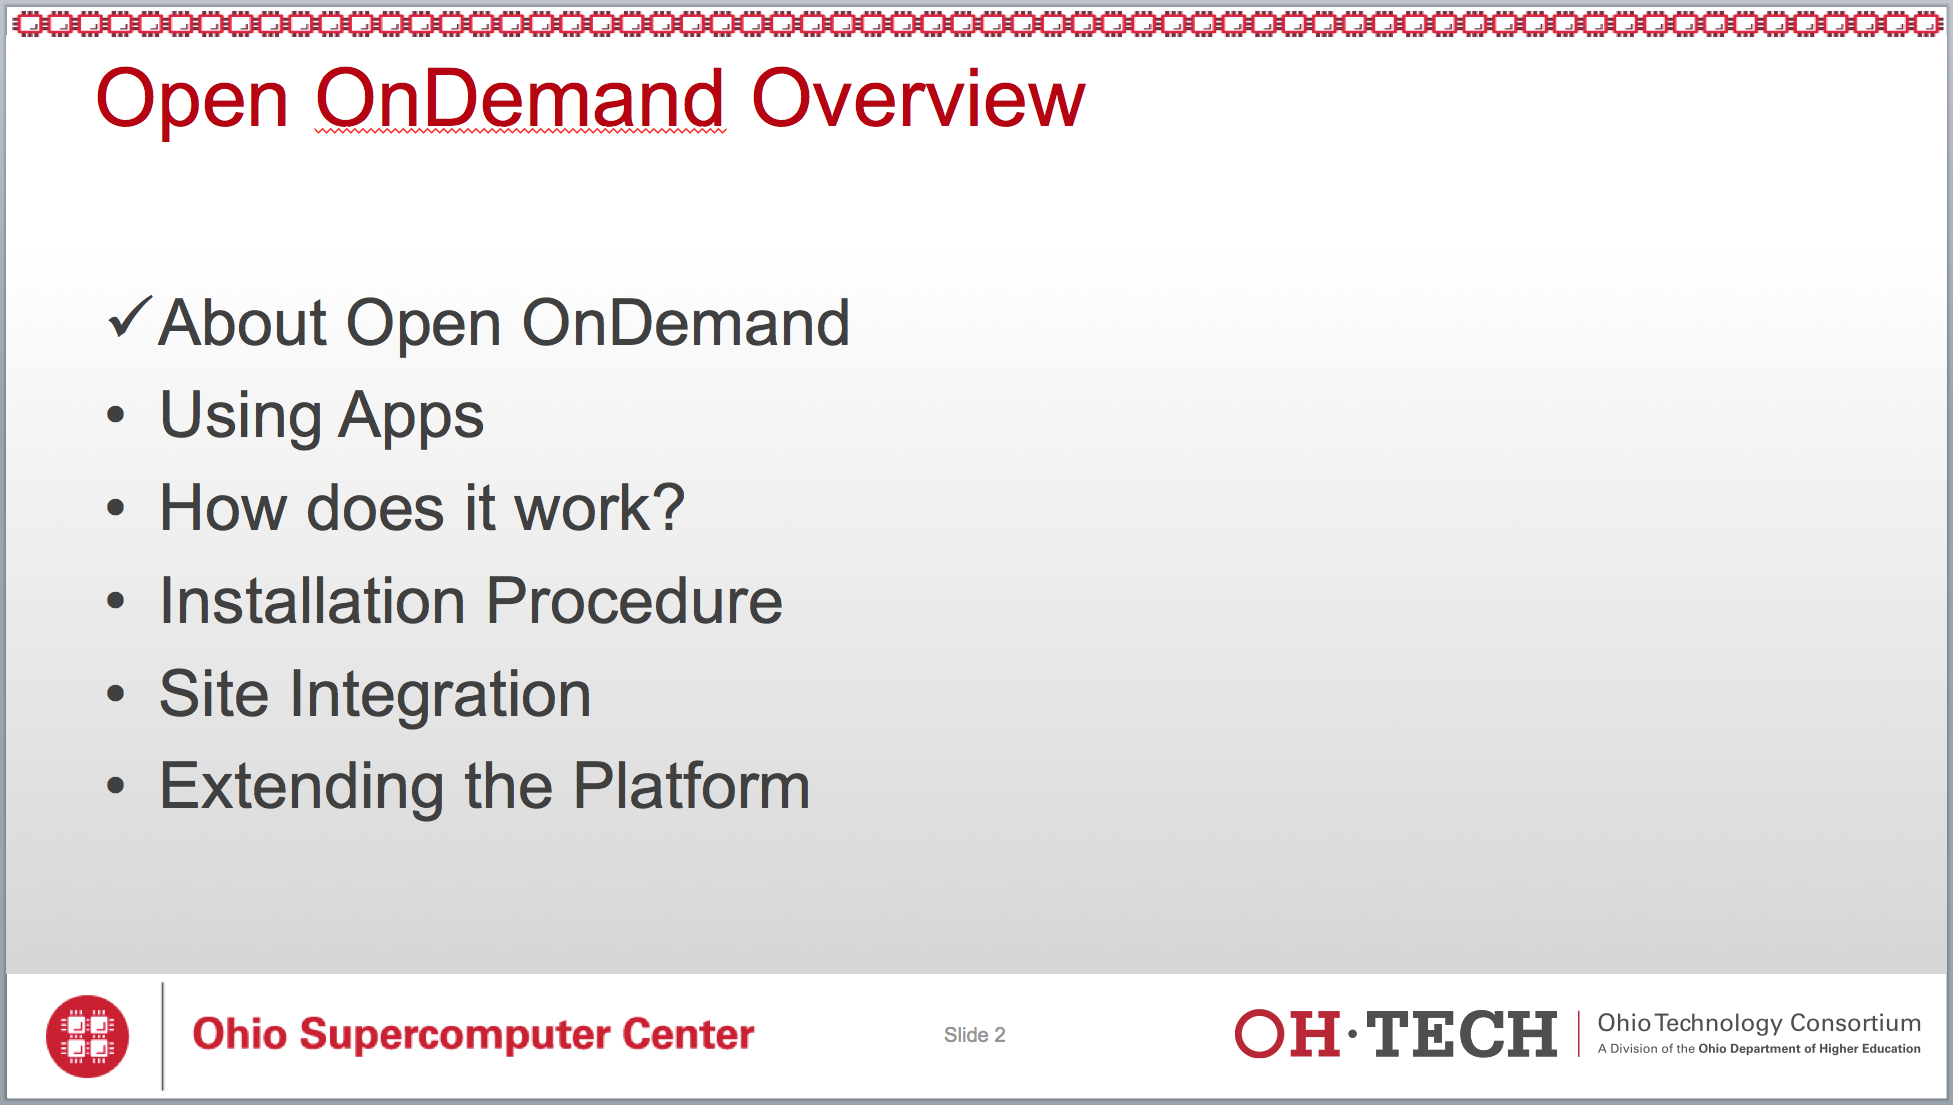 Open OnDemand Overview
✓About Open OnDemand
• Using Apps
• How does it work?
• Installation Procedure
• Site Integration
• Extending the Platform
Ohio Supercomputer Center
Slide 2
OH·TECH
Ohio Technology Consortium
A Division of the Ohio Department of Higher Education